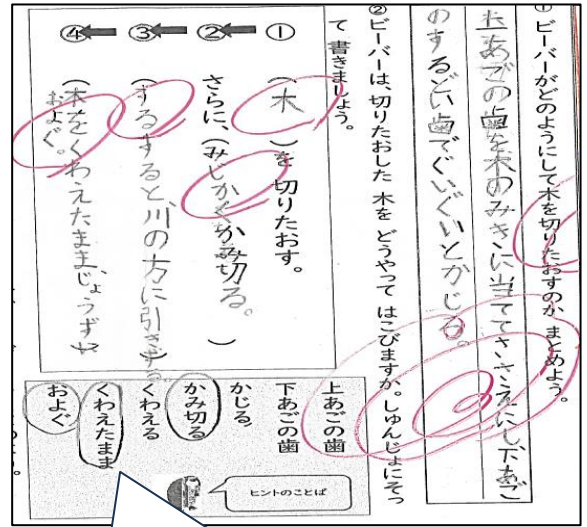 ①ビーバーがどのようにして木を切りたおすのか まとめよう。
上あごの歯を木のみきに当ててささえにし、下あご
のするどい歯でぐいぐいとかじる。
②ビーバーは、切りたおした 木を どうやって はこびますか。しゅんじょにそっ
て 書きましょう。
①
(木)を 切りたおす。
②
さらに、(みじかくかみ切る。)
③
(ずるずると、川の方に引きずる
④
(木をくわえたまま、じょうずに
およぐ。
上あごの歯
下あごの歯
かじる
かみ切る
くわえる
くわえたまま
およぐ
ヒントのことば